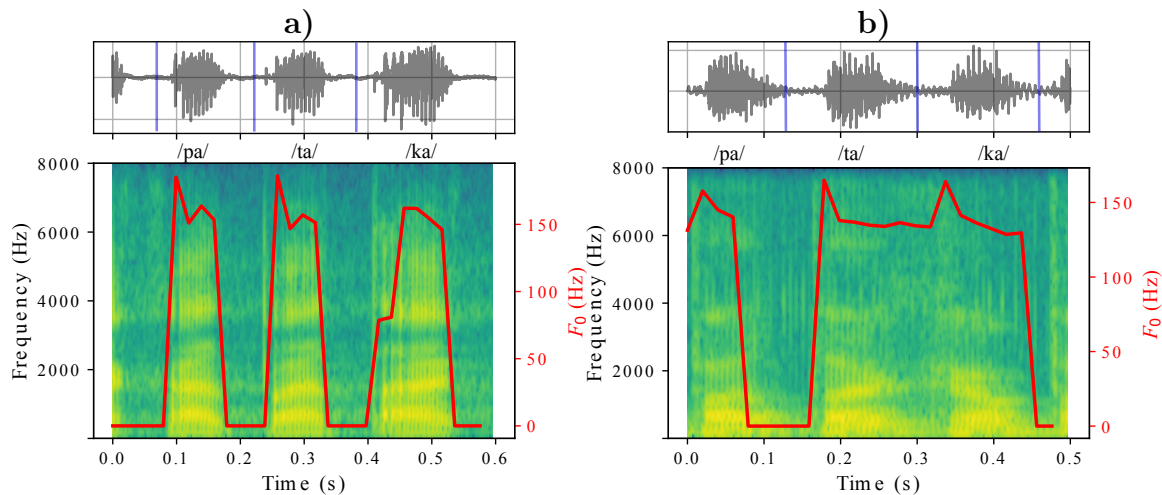 a)
/pa/ /ta/ /ka/
8000
6000
4000
2000
Frequency (Hz)
150
100
50
0
F0 (Hz)
0.0 0.1 0.2 0.3 0.4 0.5 0.6
Time (s)
b)
/pa/ /ta/ /ka/
8000
6000
4000
2000
Frequency (Hz)
150
100
50
0
F0 (Hz)
0.0 0.1 0.2 0.3 0.4 0.5
Time (s)